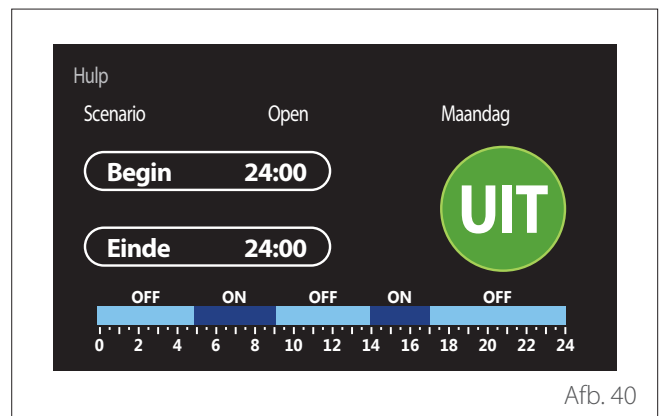 Hulp
Scenario Open Maandag
Begin 24:00
UIT
Einde 24:00
OFF ON OFF ON OFF
0 2 4 6 8 10 12 14 16 18 20 22 24
Afb. 40